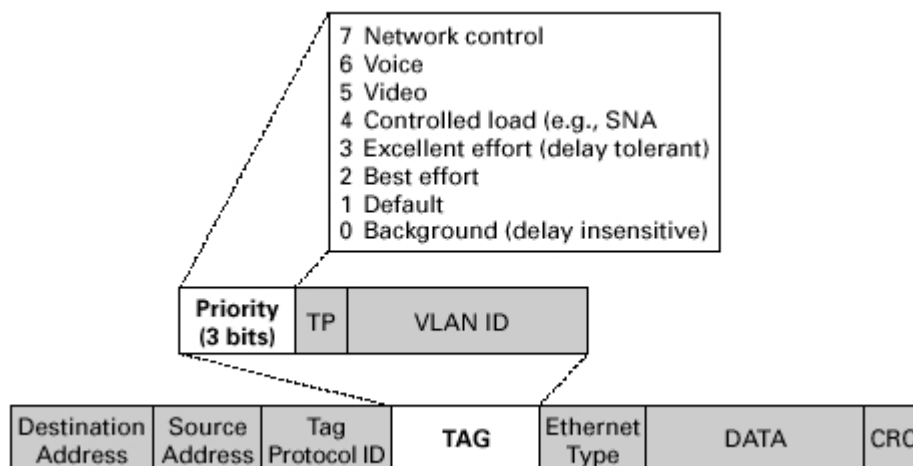 7 Network control
6 Voice
5 Video
4 Controlled load (e.g., SNA
3 Excellent effort (delay tolerant)
2 Best effort
1 Default
0 Background (delay insensitive)
Priority
(3 bits)
TP
VLAN ID
Destination
Address
Source
Address
Tag
Protocol ID
TAG
Ethernet
Type
DATA
CRC